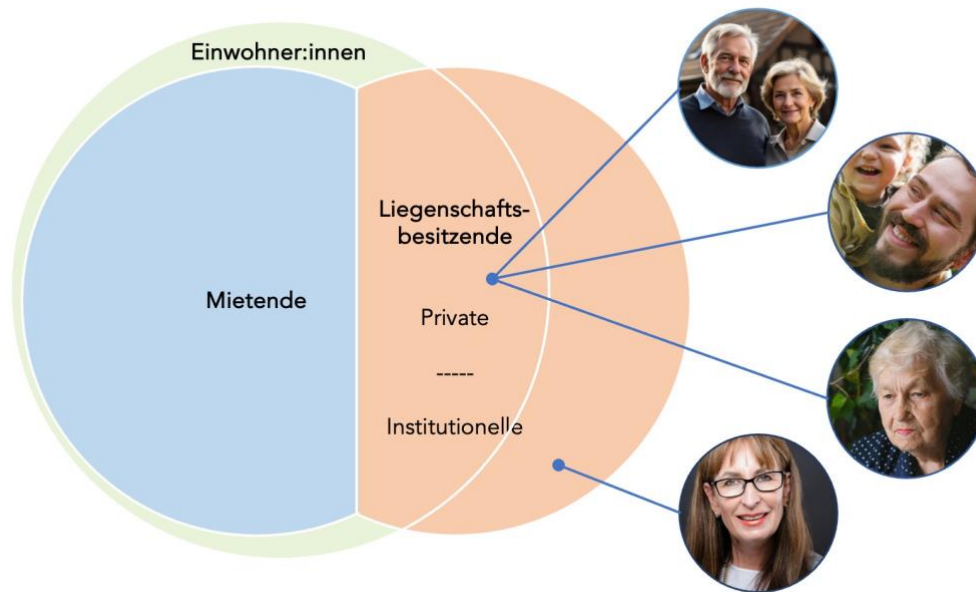 Einwohner:innen
Liegenschafts-
besitzende
Mietende
Private
-----
Institutionelle